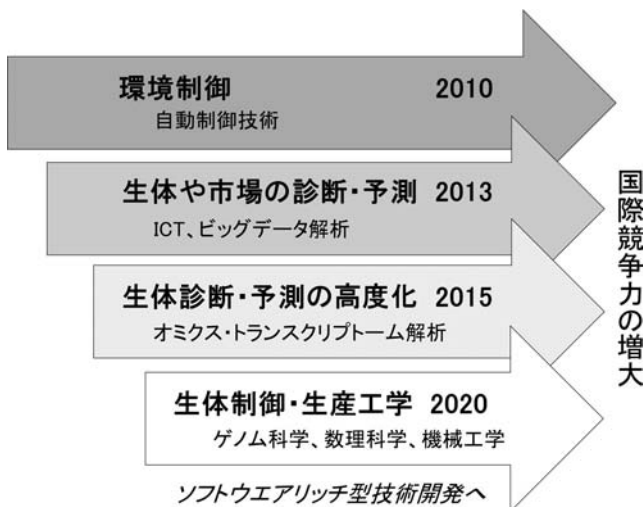 環境制御 2010
自動制御技術
生体や市場の診断・予測 2013
ICT、ビッグデータ解析
生体診断・予測の高度化 2015
オミクス・トランスクリプトーム解析
生体制御・生産工学 2020
ゲノム科学、数理科学、機械工学
ソフトウエアリッチ型技術開発へ
国際競争力の増大